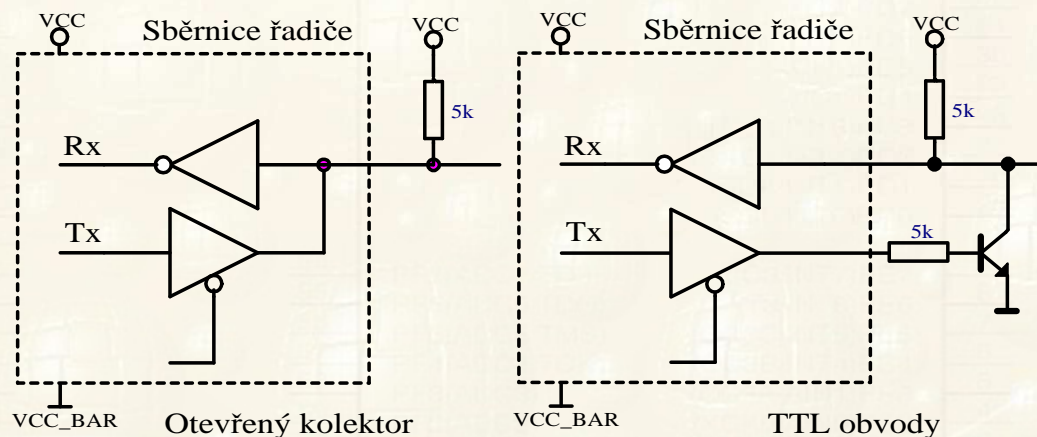 VCC
Sběrnice řadiče
VCC
5k
Rx
Tx
VCC_BAR
Otevřený kolektor
VCC
Sběrnice řadiče
VCC
5k
Rx
Tx
5k
VCC_BAR
TTL obvody